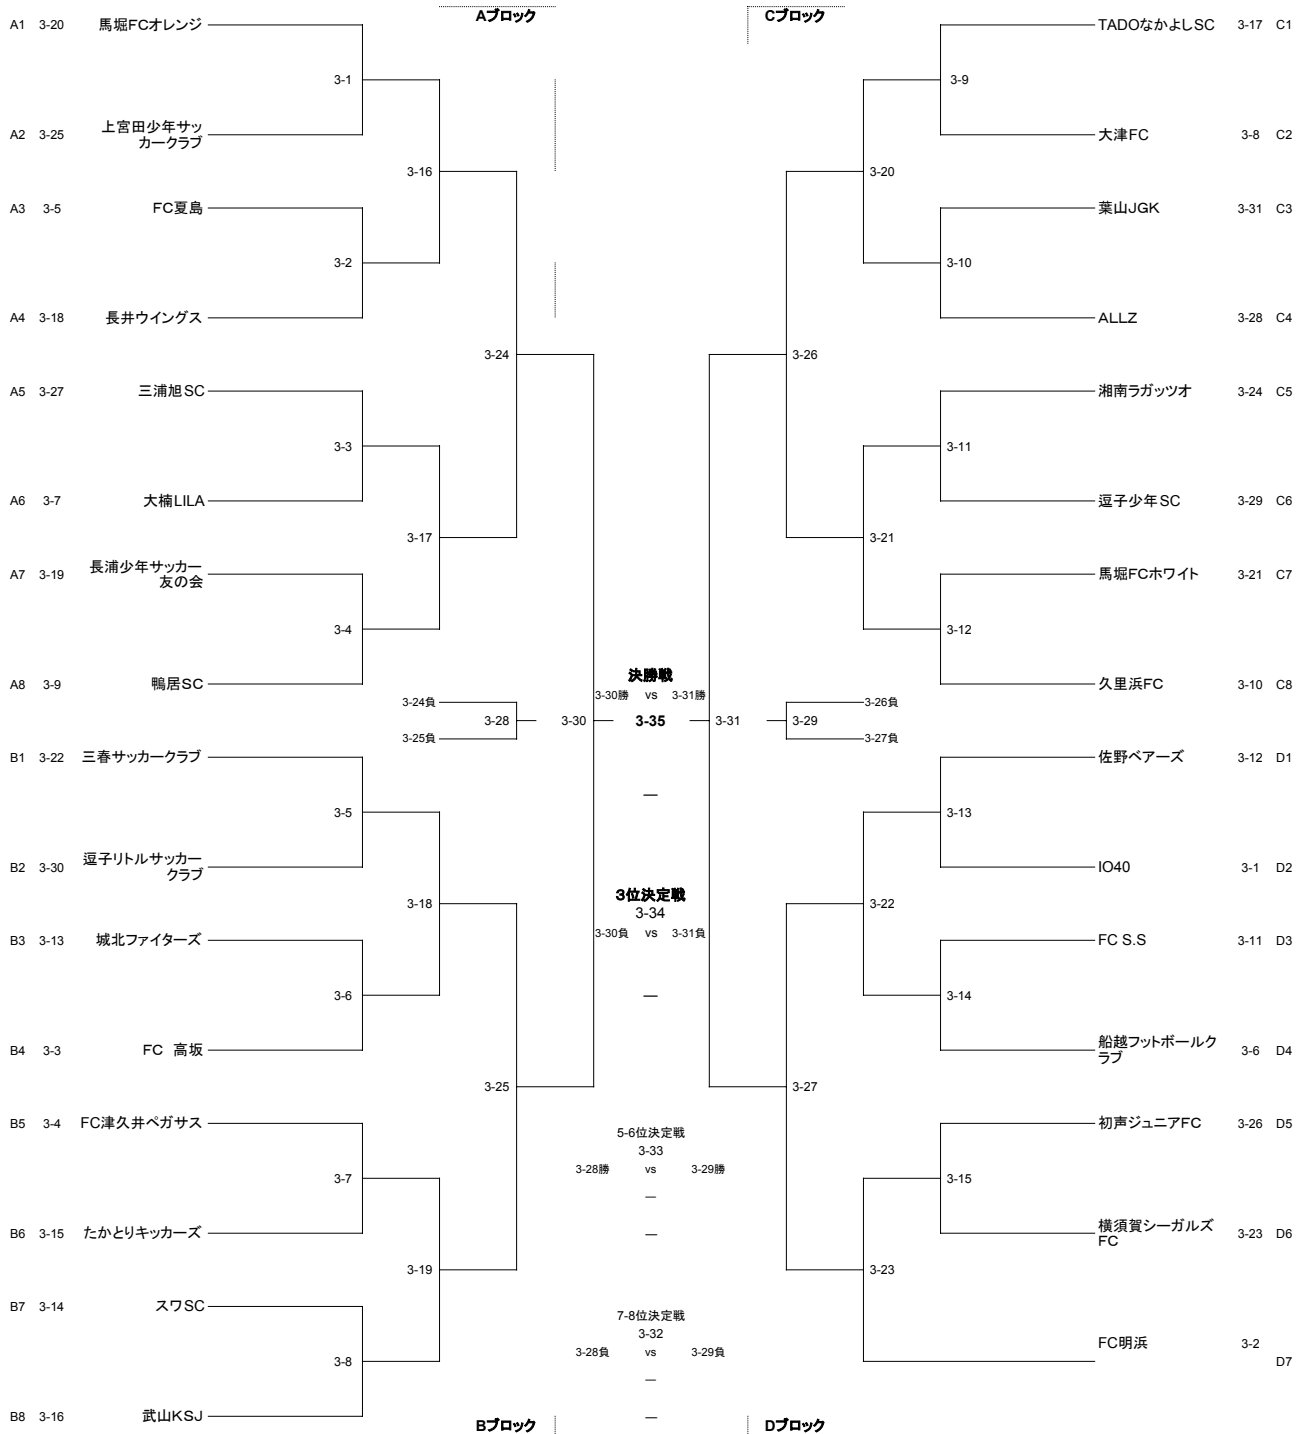 Aブロック
Cブロック
A1 3-20 馬堀FCオレンジ
TADOなかよしSC 3-17 C1
3-1
3-9
A2 3-25 上宮田少年サッ
カークラブ
大津FC 3-8 C2
3-16
3-20
A3 3-5 FC夏島
葉山JGK 3-31 C3
3-2
3-10
A4 3-18 長井ウイングス
ALLZ 3-28 C4
3-24
3-26
A5 3-27 三浦旭SC
湘南ラガッツオ 3-24 C5
3-3
3-11
A6 3-7 大楠LILA
逗子少年SC 3-29 C6
3-17
3-21
A7 3-19 長浦少年サッカー
友の会
馬堀FCホワイト 3-21 C7
3-4
3-12
A8 3-9 鴨居SC
決勝戦
久里浜FC 3-10 C8
3-30勝 vs 3-31勝
3-24負
3-26負
3-28
3-30
3-35
3-31
3-29
3-25負
3-27負
B1 3-22 三春サッカークラブ
佐野ベアーズ 3-12 D1
―
3-5
3-13
B2 3-30 逗子リトルサッカー
クラブ
IO40 3-1 D2
3-18
3位決定戦
3-34
3-30負 vs 3-31負
3-22
B3 3-13 城北ファイターズ
FC S.S 3-11 D3
3-6
―
3-14
B4 3-3 FC 高坂
船越フットボールク
ラブ
3-6 D4
3-25
3-27
B5 3-4 FC津久井ペガサス
5-6位決定戦
3-33
3-28勝 vs 3-29勝
―
―
初声ジュニアFC 3-26 D5
3-7
3-15
B6 3-15 たかとりキッカーズ
横須賀シーガルズ
FC
3-23 D6
3-19
3-23
B7 3-14 スワSC
7-8位決定戦
3-32
3-28負 vs 3-29負
―
―
FC明浜 3-2
D7
3-8
B8 3-16 武山KSJ
Bブロック
Dブロック